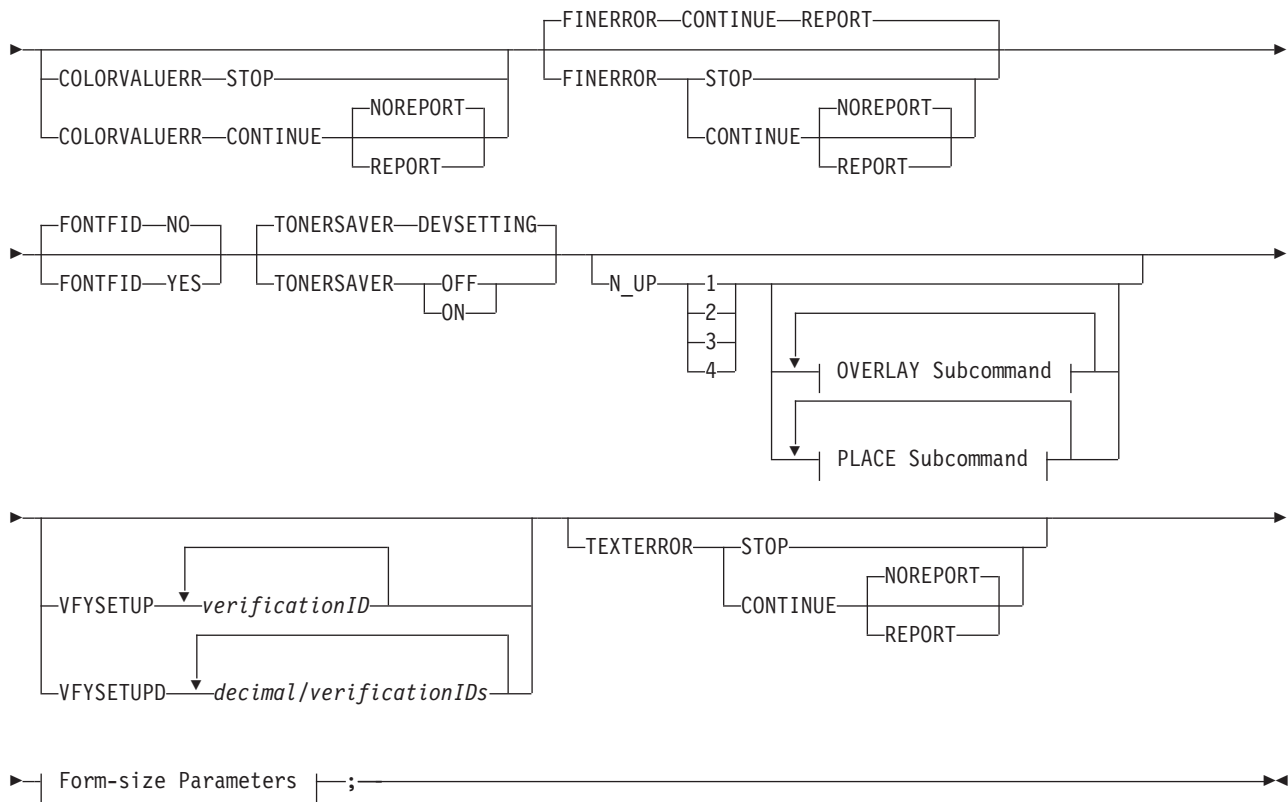 FINERROR CONTINUE REPORT
COLORVALUERR STOP FINERROR STOP
NOREPORT NOREPORT
COLORVALUERR CONTINUE CONTINUE
REPORT REPORT
FONTFID NO TONERSAVER DEVSETTING
FONTFID YES TONERSAVER OFF N_UP 1
ON 2
3
4
OVERLAY Subcommand
PLACE Subcommand
TEXTERROR STOP
NOREPORT
VFYSETUP verificationID CONTINUE
REPORT
VFYSETUPD decimal/verificationIDs
Form-size Parameters ;